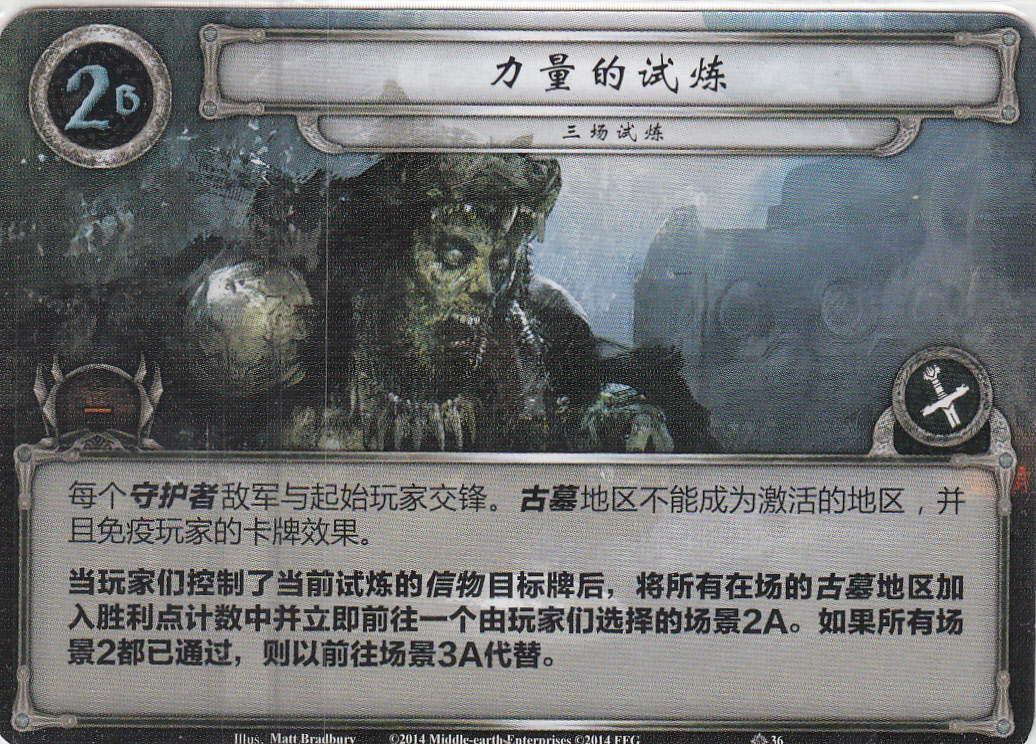 2B
力量的试炼
三场试炼
每个守护者敌军与起始玩家交锋。古墓地区不能成为激活的地区，并
且免疫玩家的卡牌效果。
当玩家们控制了当前试炼的信物目标牌后，将所有在场的古墓地区加
入胜利点计数中并立即前往一个由玩家们选择的场景2A。如果所有场
景2都已通过，则以前往场景3A代替。
Illus. Matt Bradbury ©2014 Middle-earth Enterprises ©2014 FFG 36